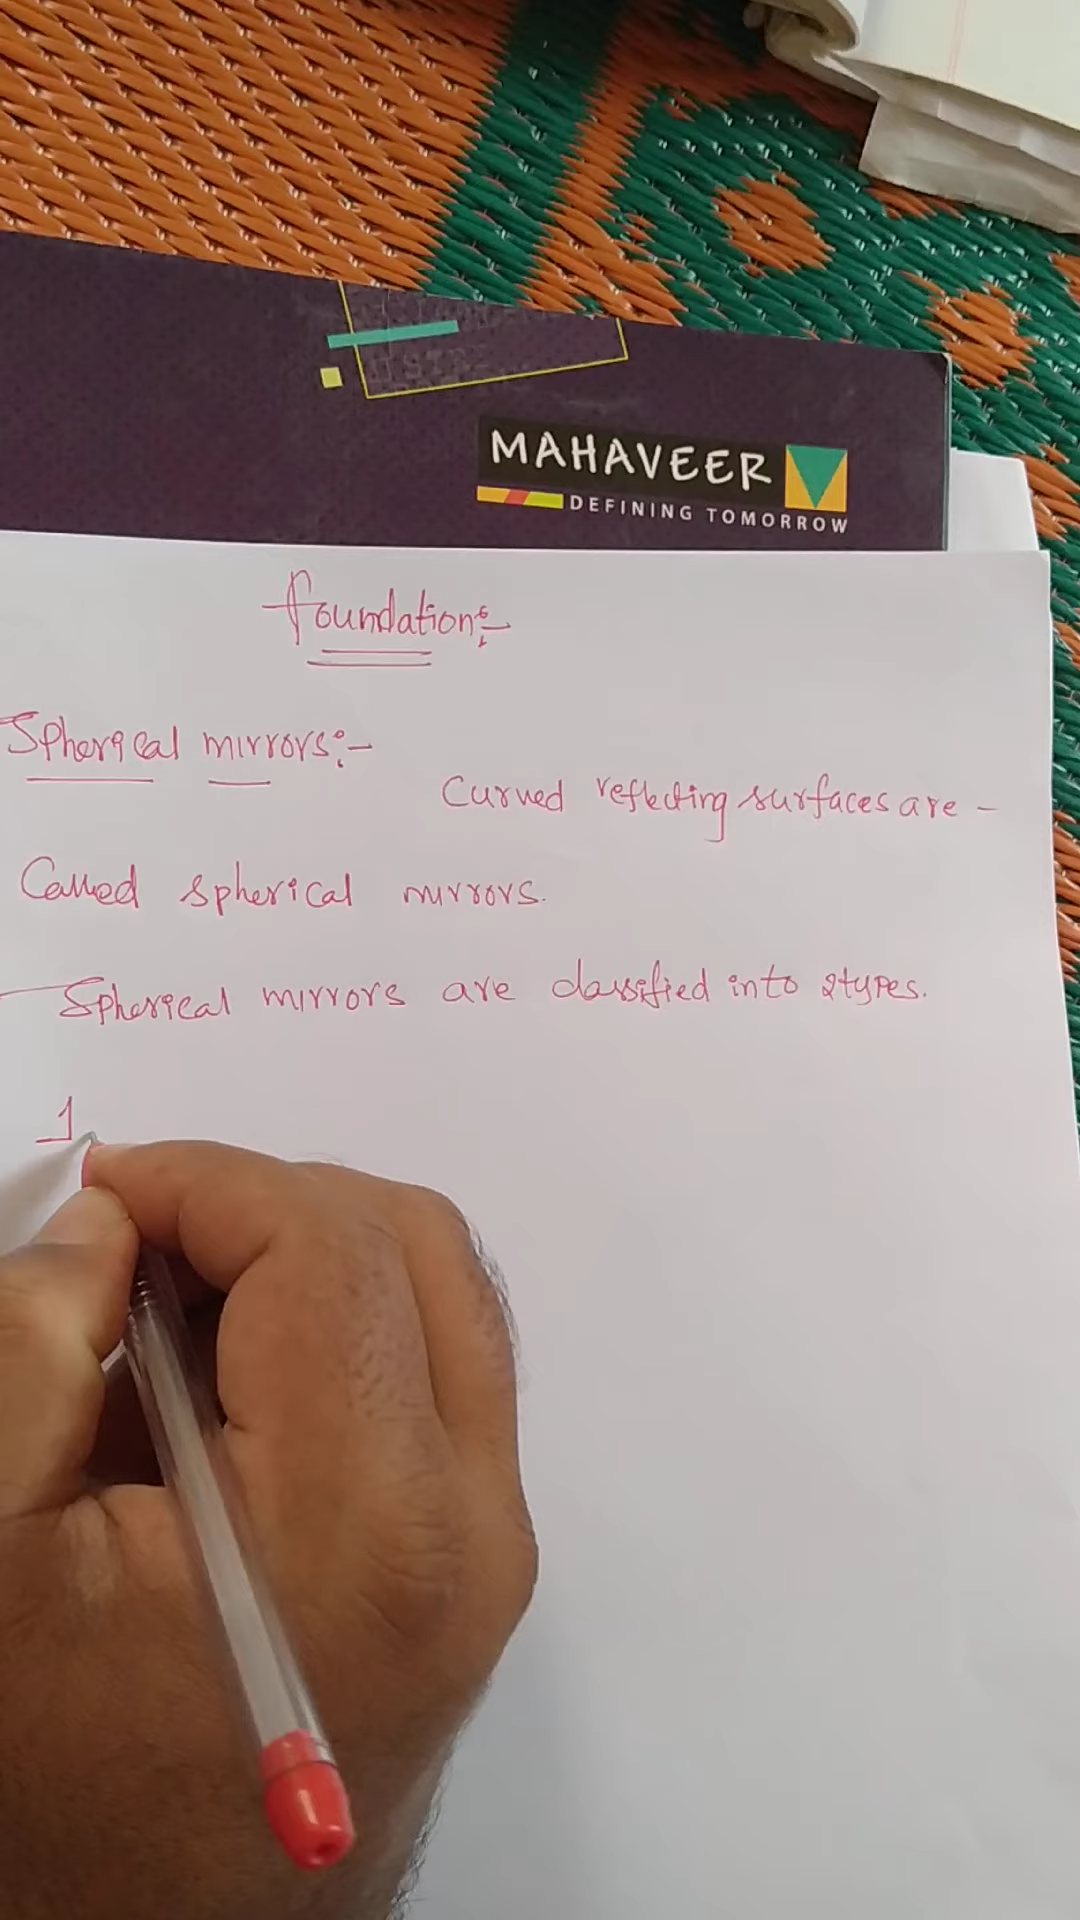 MAHAVEER
DEFINING TOMORROW
foundation:-
Spherical mirrors:-
Curved reflecting surfaces are -
Called spherical mirrors.
Spherical mirrors are classified into 2types.
1